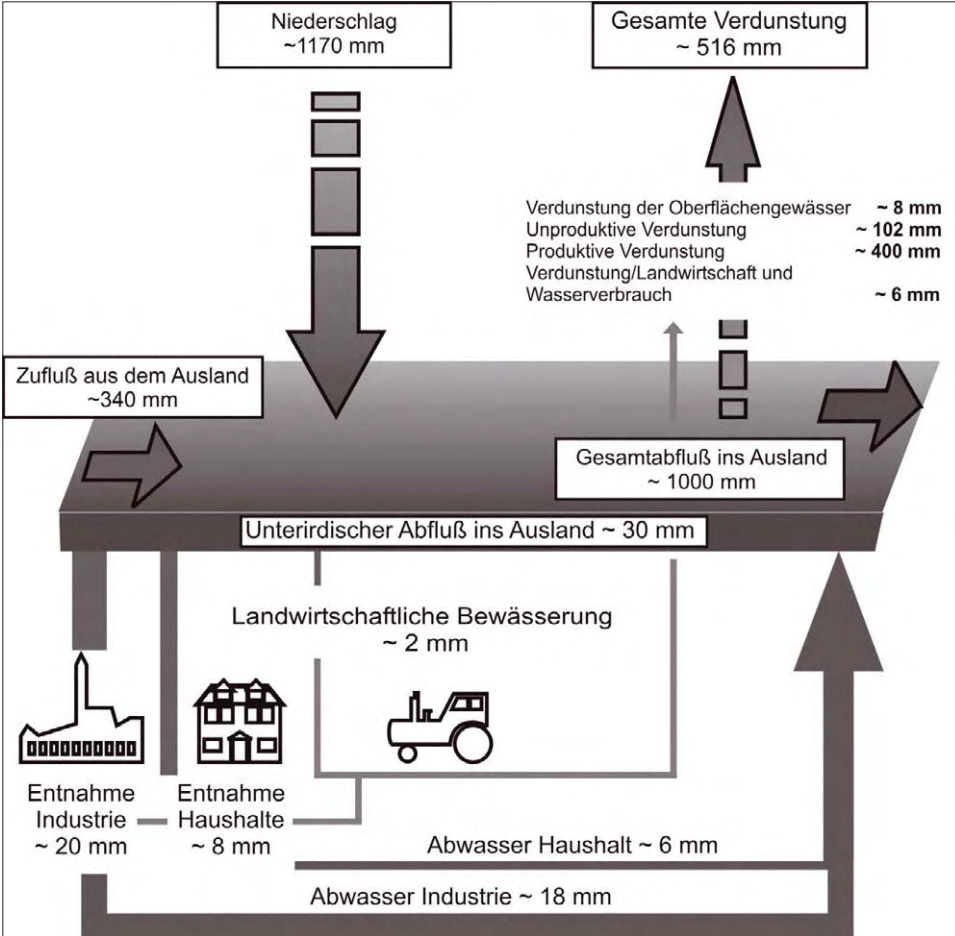 Niederschlag
~1170 mm
Gesamte Verdunstung
~ 516 mm
Verdunstung der Oberflächengewässer ~ 8 mm
Unproduktive Verdunstung ~ 102 mm
Produktive Verdunstung ~ 400 mm
Verdunstung/Landwirtschaft und
Wasserverbrauch ~ 6 mm
Zufluß aus dem Ausland
~340 mm
Gesamtabfluß ins Ausland
~ 1000 mm
Unterirdischer Abfluß ins Ausland ~ 30 mm
Landwirtschaftliche Bewässerung
~ 2 mm
Entnahme
Industrie
~ 20 mm
Entnahme
Haushalte
~ 8 mm
Abwasser Haushalt ~ 6 mm
Abwasser Industrie ~ 18 mm